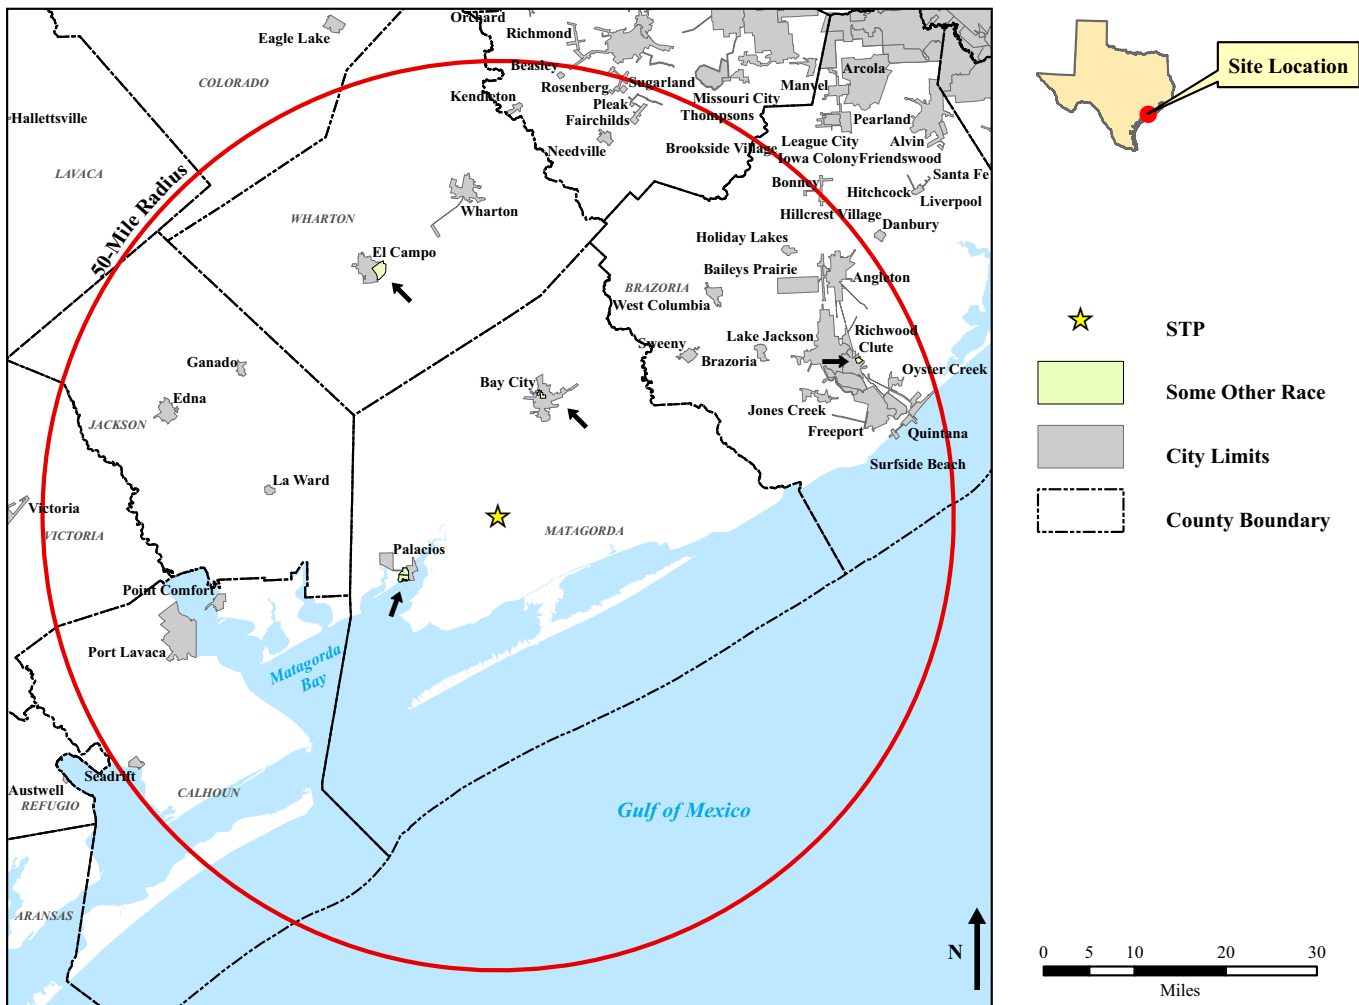 Orchard
Eagle Lake
Richmond
COLORADO
Beasley
Rosenberg
Sugarland
Kendleton
Pleak
Fairchilds
Missouri City
Thompsons
Manvel
Arcola
Hallettsville
Needville
Brookside Village
Pearland
League City
Alvin
Iowa Colony
Friendswood
LAVACA
Santa Fe
Bonney
Hitchcock
Liverpool
50-Mile Radius
WHARTON
Wharton
Hillcrest Village
Danbury
Holiday Lakes
El Campo
Baileys Prairie
Angleton
BRAZORIA
West Columbia
Richwood
Lake Jackson
Clute
Sweeny
Brazoria
Ganado
Oyster Creek
Bay City
Edna
Jones Creek
JACKSON
Freeport
Quintana
Surfside Beach
La Ward
Victoria
VICTORIA
MATAGORDA
Palacios
Point Comfort
Port Lavaca
Matagorda
Bay
Seadrift
Austwell
REFUGIO
CALHOUN
Gulf of Mexico
ARANSAS
N
Site Location
STP
Some Other Race
City Limits
County Boundary
0 5 10 20 30
Miles